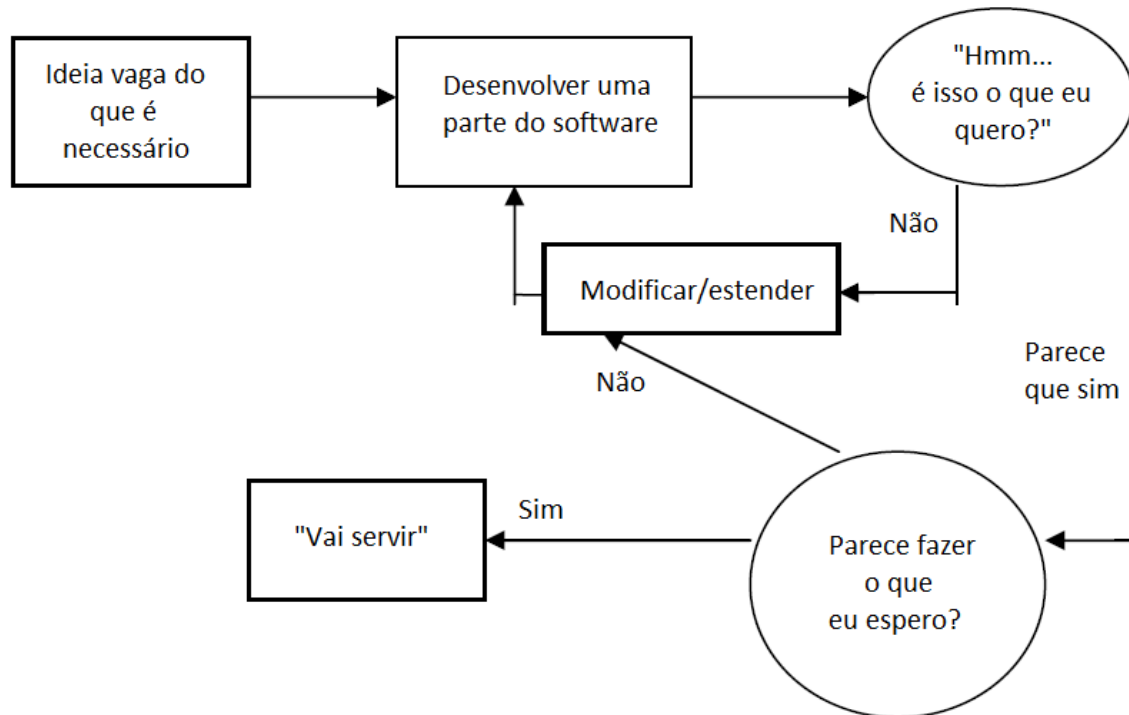 Ideia vaga do
que é
necessário
Desenvolver uma
parte do software
"Hmm...
é isso o que eu
quero?"
Não
Modificar/estender
Parece
que sim
Não
Sim
"Vai servir"
Parece fazer
o que
eu espero?